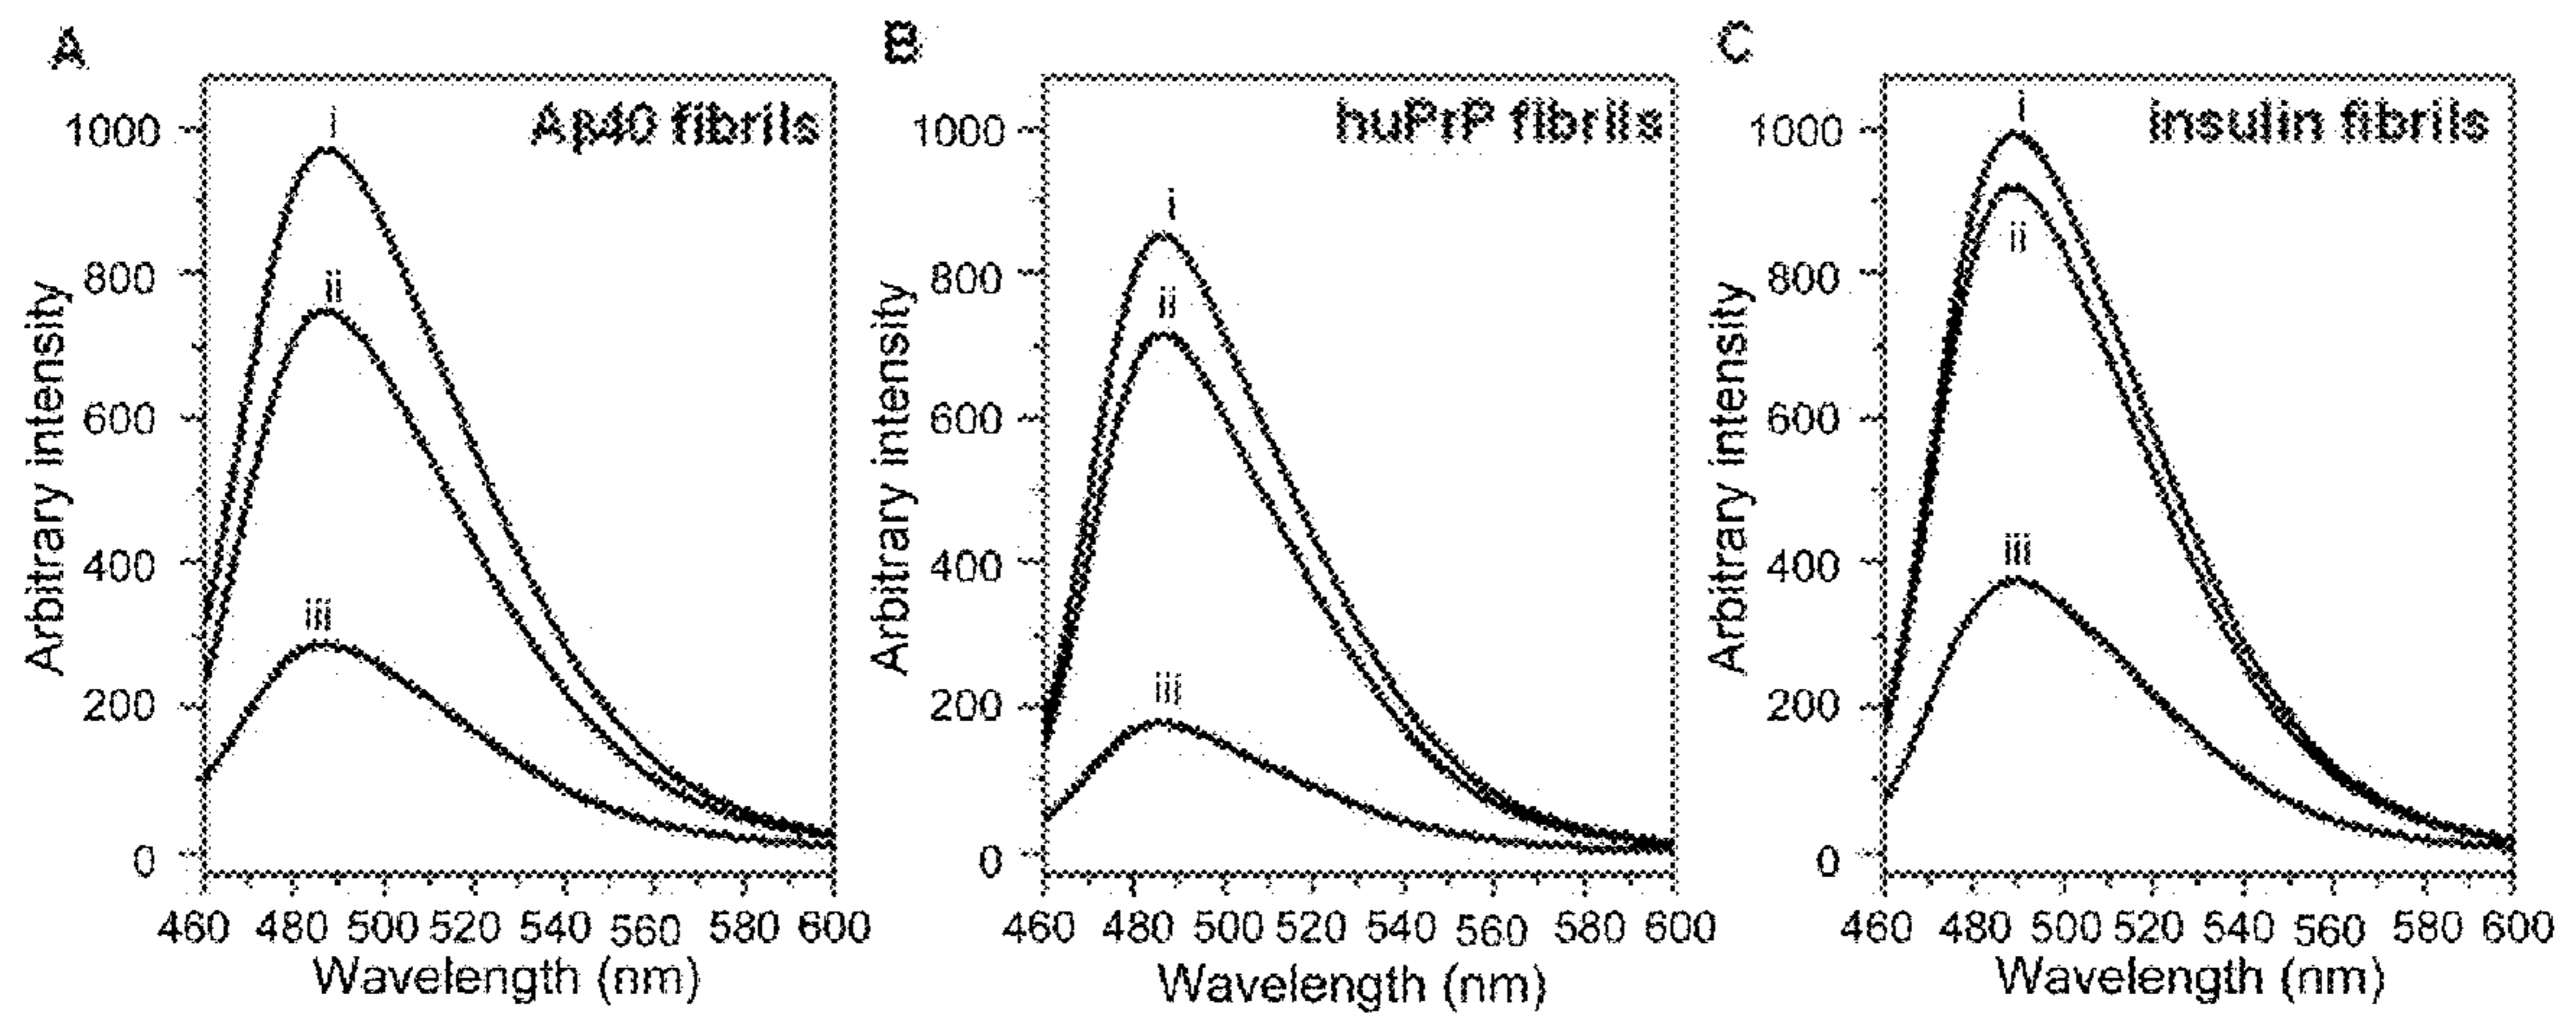 A
Aβ40 fibrils
i
ii
iii
1000
800
600
400
200
0
Arbitrary intensity
460 480 500 520 540 560 580 600
Wavelength (nm)
B
huPrP fibrils
i
ii
iii
1000
800
600
400
200
0
Arbitrary intensity
460 480 500 520 540 560 580 600
Wavelength (nm)
C
insulin fibrils
i
ii
iii
1000
800
600
400
200
0
Arbitrary intensity
460 480 500 520 540 560 580 600
Wavelength (nm)